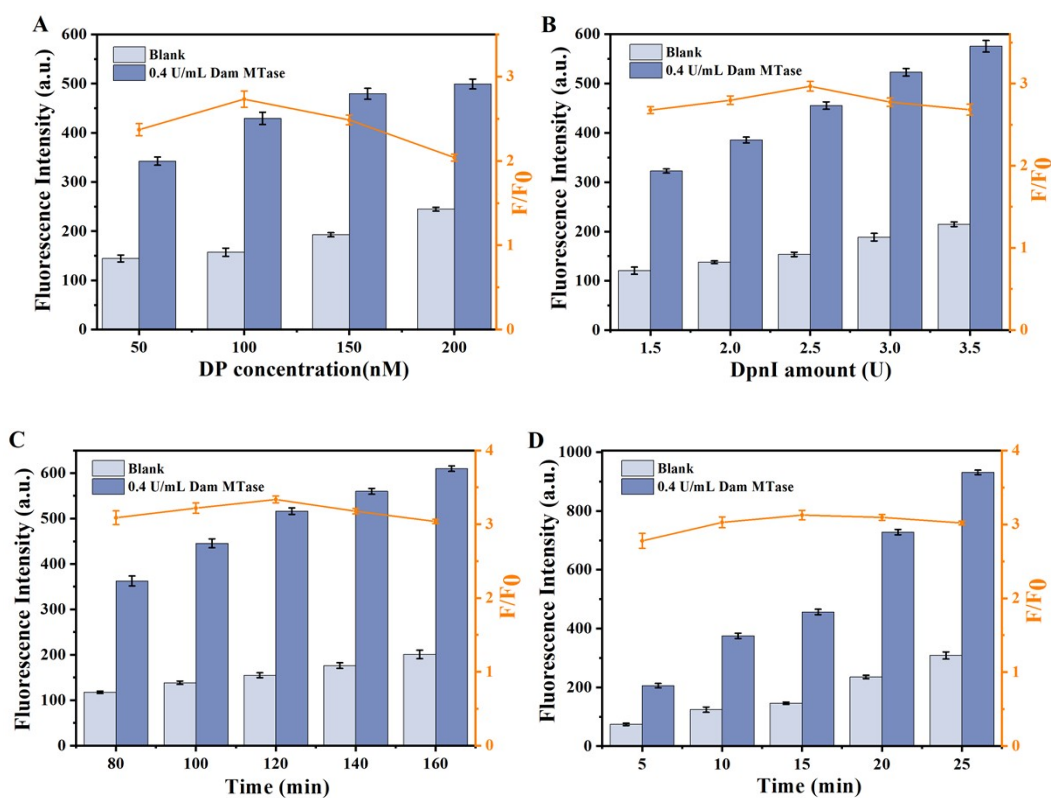 A
Blank
0.4 U/mL Dam MTase
Fluorescence Intensity (a.u.)
600
500
400
300
200
100
0
3
2
1
0
F/F0
50 100 150 200
DP concentration(nM)
B
Blank
0.4 U/mL Dam MTase
Fluorescence Intensity (a.u.)
600
500
400
300
200
100
0
3
2
1
0
F/F0
1.5 2.0 2.5 3.0 3.5
DpnI amount (U)
C
Blank
0.4 U/mL Dam MTase
Fluorescence Intensity (a.u.)
600
500
400
300
200
100
0
4
3
2
1
0
F/F0
80 100 120 140 160
Time (min)
D
Blank
0.4 U/mL Dam MTase
Fluorescence Intensity (a.u.)
1000
800
600
400
200
0
4
3
2
1
0
F/F0
5 10 15 20 25
Time (min)